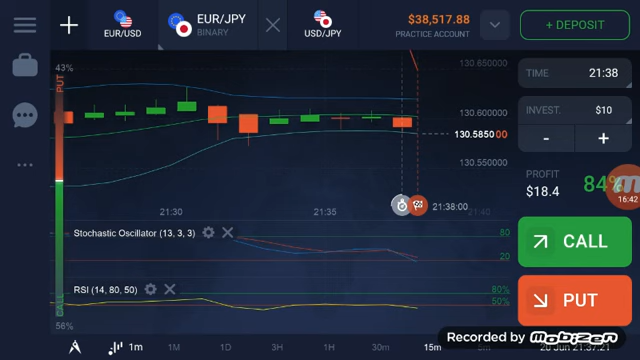 EUR/USD
EUR/JPY
BINARY
USD/JPY
$38,517.88
PRACTICE ACCOUNT
+ DEPOSIT
43%
PUT
130.650000
130.600000
130.585000
130.550000
TIME
21:38
INVEST.
$10
-
+
PROFIT
$18.4
84%
16:42
21:30
21:35
21:38:00
21:40
Stochastic Oscillator (13, 3, 3)
80
20
CALL
RSI (14, 80, 50)
80%
50%
PUT
CALL
56%
1m
1M
1D
3H
1H
30m
15m
20 Jun 21:37:21
Recorded by Mobizen